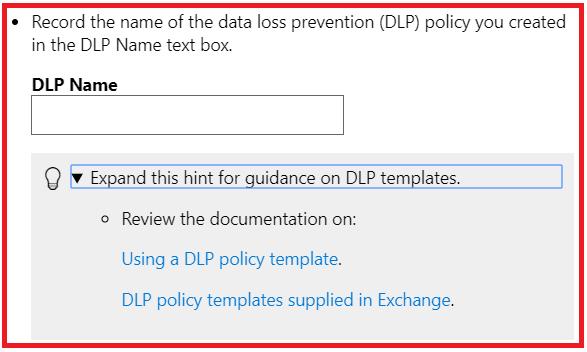 Record the name of the data loss prevention (DLP) policy you created
in the DLP Name text box.
DLP Name
Expand this hint for guidance on DLP templates.
Review the documentation on:
Using a DLP policy template.
DLP policy templates supplied in Exchange.